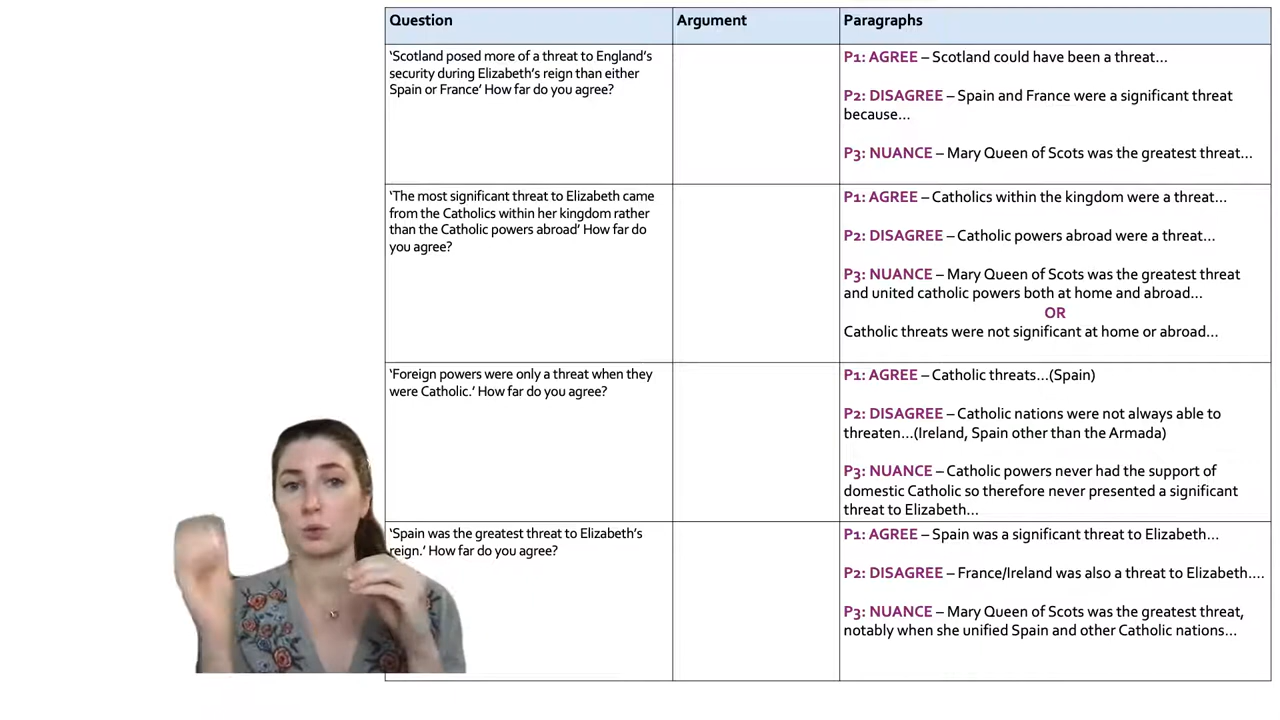 Question
Argument
Paragraphs
‘Scotland posed more of a threat to England’s
security during Elizabeth’s reign than either
Spain or France’ How far do you agree?
P1: AGREE – Scotland could have been a threat…
P2: DISAGREE – Spain and France were a significant threat
because…
P3: NUANCE – Mary Queen of Scots was the greatest threat…
‘The most significant threat to Elizabeth came
from the Catholics within her kingdom rather
than the Catholic powers abroad’ How far do
you agree?
P1: AGREE – Catholics within the kingdom were a threat…
P2: DISAGREE – Catholic powers abroad were a threat…
P3: NUANCE – Mary Queen of Scots was the greatest threat
and united catholic powers both at home and abroad…
OR
Catholic threats were not significant at home or abroad…
‘Foreign powers were only a threat when they
were Catholic.’ How far do you agree?
P1: AGREE – Catholic threats…(Spain)
P2: DISAGREE – Catholic nations were not always able to
threaten…(Ireland, Spain other than the Armada)
P3: NUANCE – Catholic powers never had the support of
domestic Catholic so therefore never presented a significant
threat to Elizabeth…
‘Spain was the greatest threat to Elizabeth’s
reign.’ How far do you agree?
P1: AGREE – Spain was a significant threat to Elizabeth…
P2: DISAGREE – France/Ireland was also a threat to Elizabeth….
P3: NUANCE – Mary Queen of Scots was the greatest threat,
notably when she unified Spain and other Catholic nations…